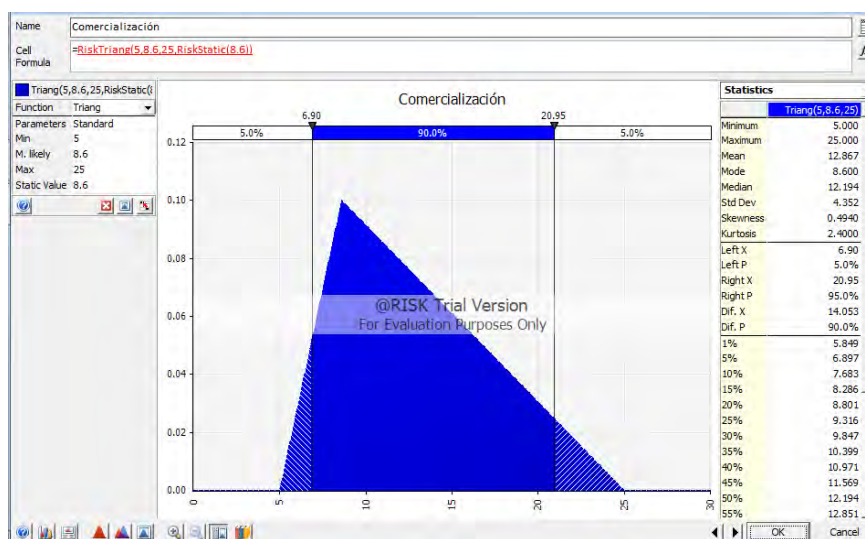 Name Comercialización
Cell Formula =RiskTriang(5,8.6,25,RiskStatic(8.6))
Triang(5,8.6,25,RiskStatic(8
Function Triang
Parameters Standard
Min 5
M. likely 8.6
Max 25
Static Value 8.6
Comercialización
6.90 20.95
5.0% 90.0% 5.0%
0.12
0.10
0.08
0.06
0.04
0.02
0.00
0 5 10 15 20 25 30
@RISK Trial Version
For Evaluation Purposes Only
Statistics
Triang(5,8.6,25)
Minimum 5.000
Maximum 25.000
Mean 12.867
Mode 8.600
Median 12.194
Std Dev 4.352
Skewness 0.4940
Kurtosis 2.4000
Left X 6.90
Left P 5.0%
Right X 20.95
Right P 95.0%
Dif. X 14.053
Dif. P 90.0%
1% 5.849
5% 6.897
10% 7.683
15% 8.286
20% 8.801
25% 9.316
30% 9.847
35% 10.399
40% 10.971
45% 11.569
50% 12.194
55% 12.851
OK Cancel